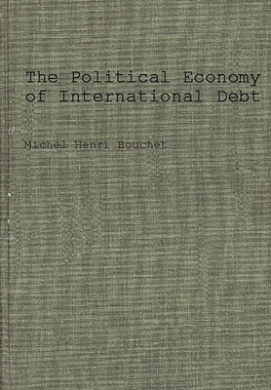 The Political Economy
of International Debt
Michel Henri Bouchet